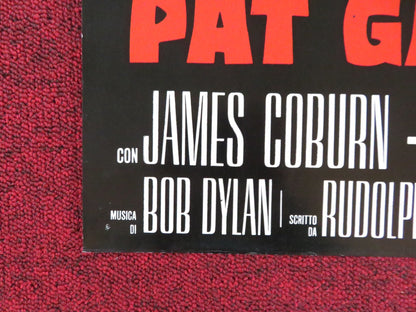 PAT GA
CON JAMES COBURN -
MUSICA DI BOB DYLAN | SCRITTO DA RUDOLP